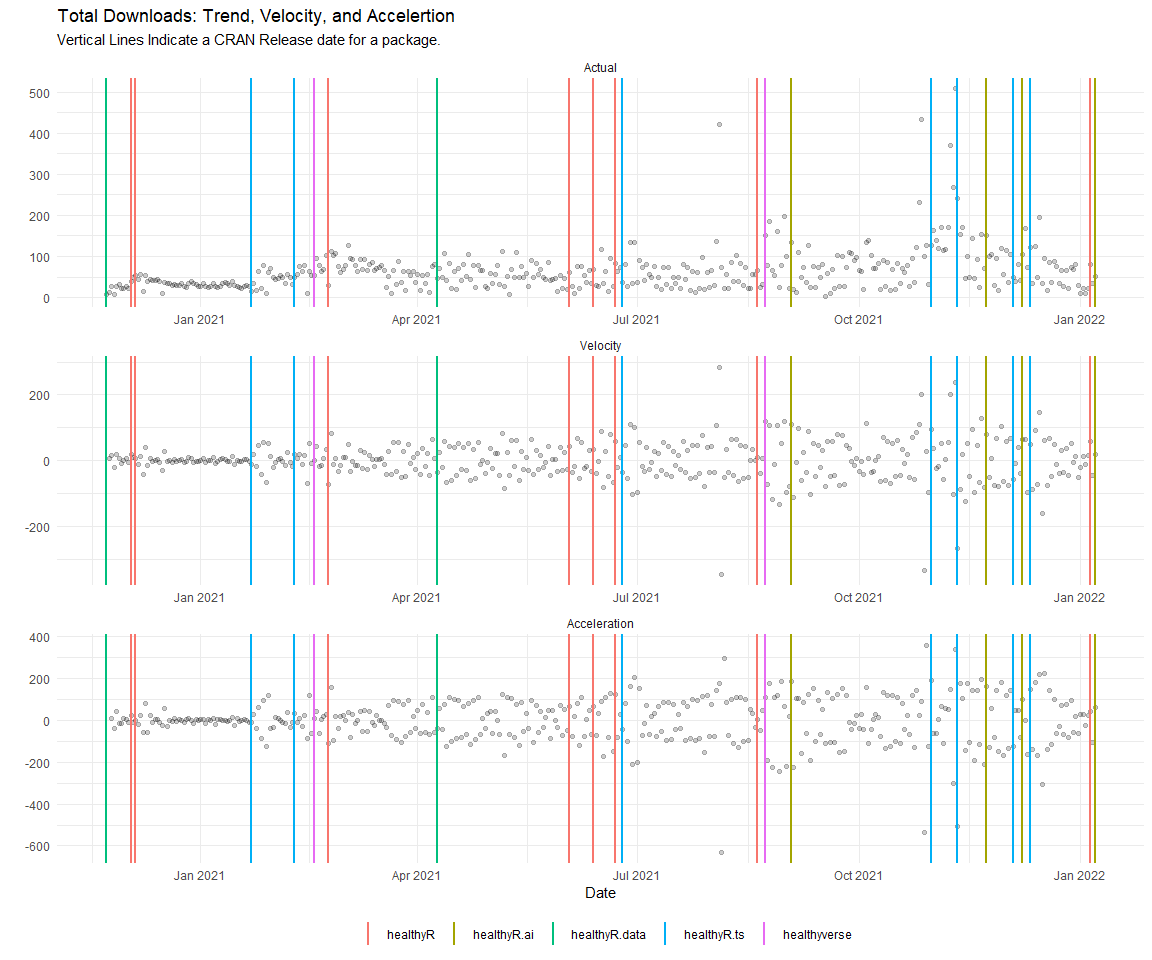 Total Downloads: Trend, Velocity, and Accelertion
Vertical Lines Indicate a CRAN Release date for a package.
Actual
500
400
300
200
100
0
Jan 2021 Apr 2021 Jul 2021 Oct 2021 Jan 2022
Velocity
200
0
-200
Jan 2021 Apr 2021 Jul 2021 Oct 2021 Jan 2022
Acceleration
400
200
0
-200
-400
-600
Jan 2021 Apr 2021 Jul 2021 Oct 2021 Jan 2022
Date
healthyR healthyR.ai healthyR.data healthyR.ts healthyverse